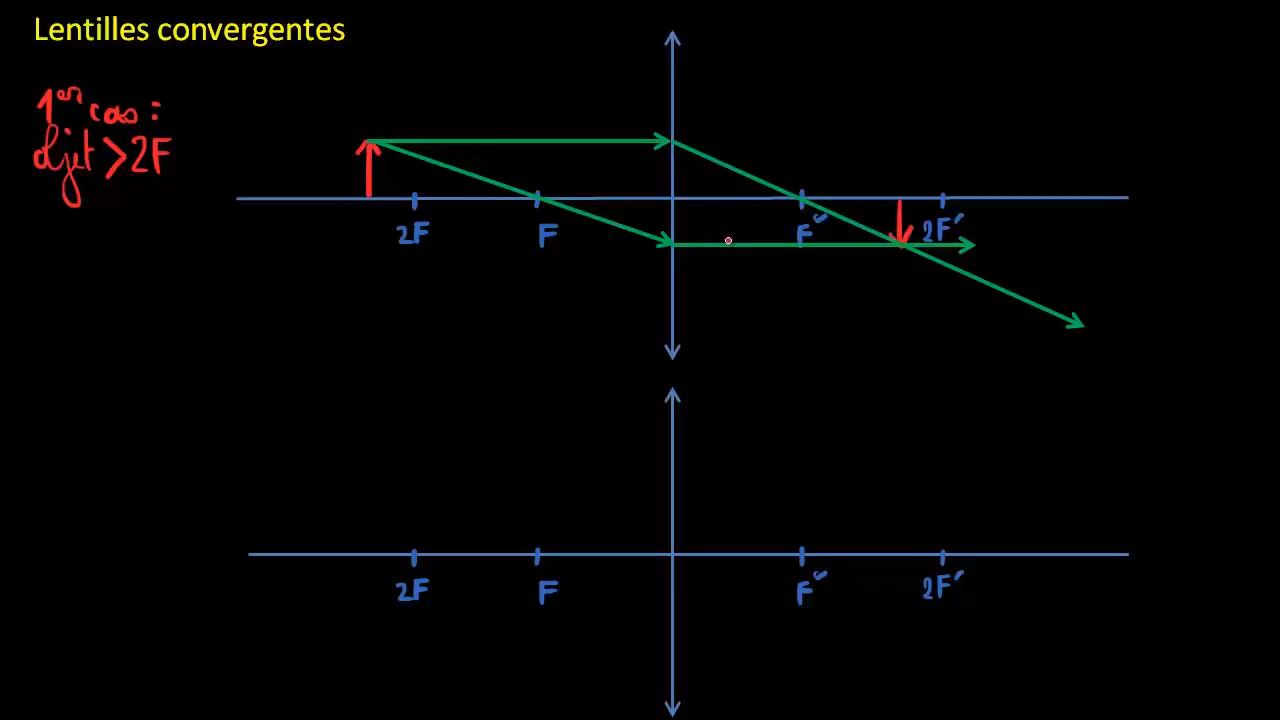 Lentilles convergentes
1er cas :
objet > 2F
2F F F' 2F'
2F F F' 2F'